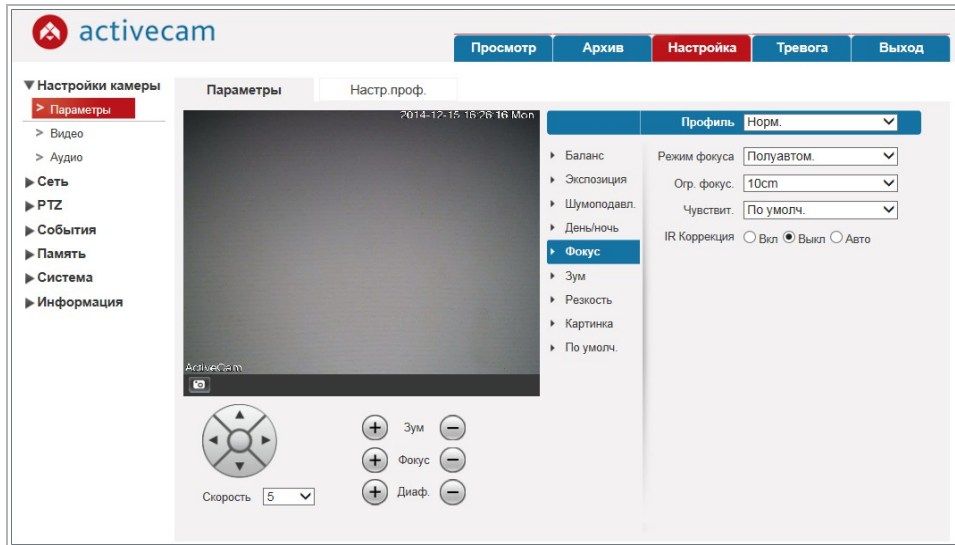 activecam
Просмотр Архив Настройка Тревога Выход
Настройки камеры
Параметры
Видео
Аудио
Сеть
PTZ
События
Память
Система
Информация
Параметры Настр.проф.
2014-12-15 16:26:16 Mon
ActiveCam
Профиль Норм.
Баланс
Экспозиция
Шумоподавл.
День/ночь
Фокус
Зум
Резкость
Картинка
По умолч.
Режим фокуса Полуавтом.
Огр. фокус. 10cm
Чувствит. По умолч.
IR Коррекция Вкл Выкл Авто
Зум
Фокус
Диаф.
Скорость 5